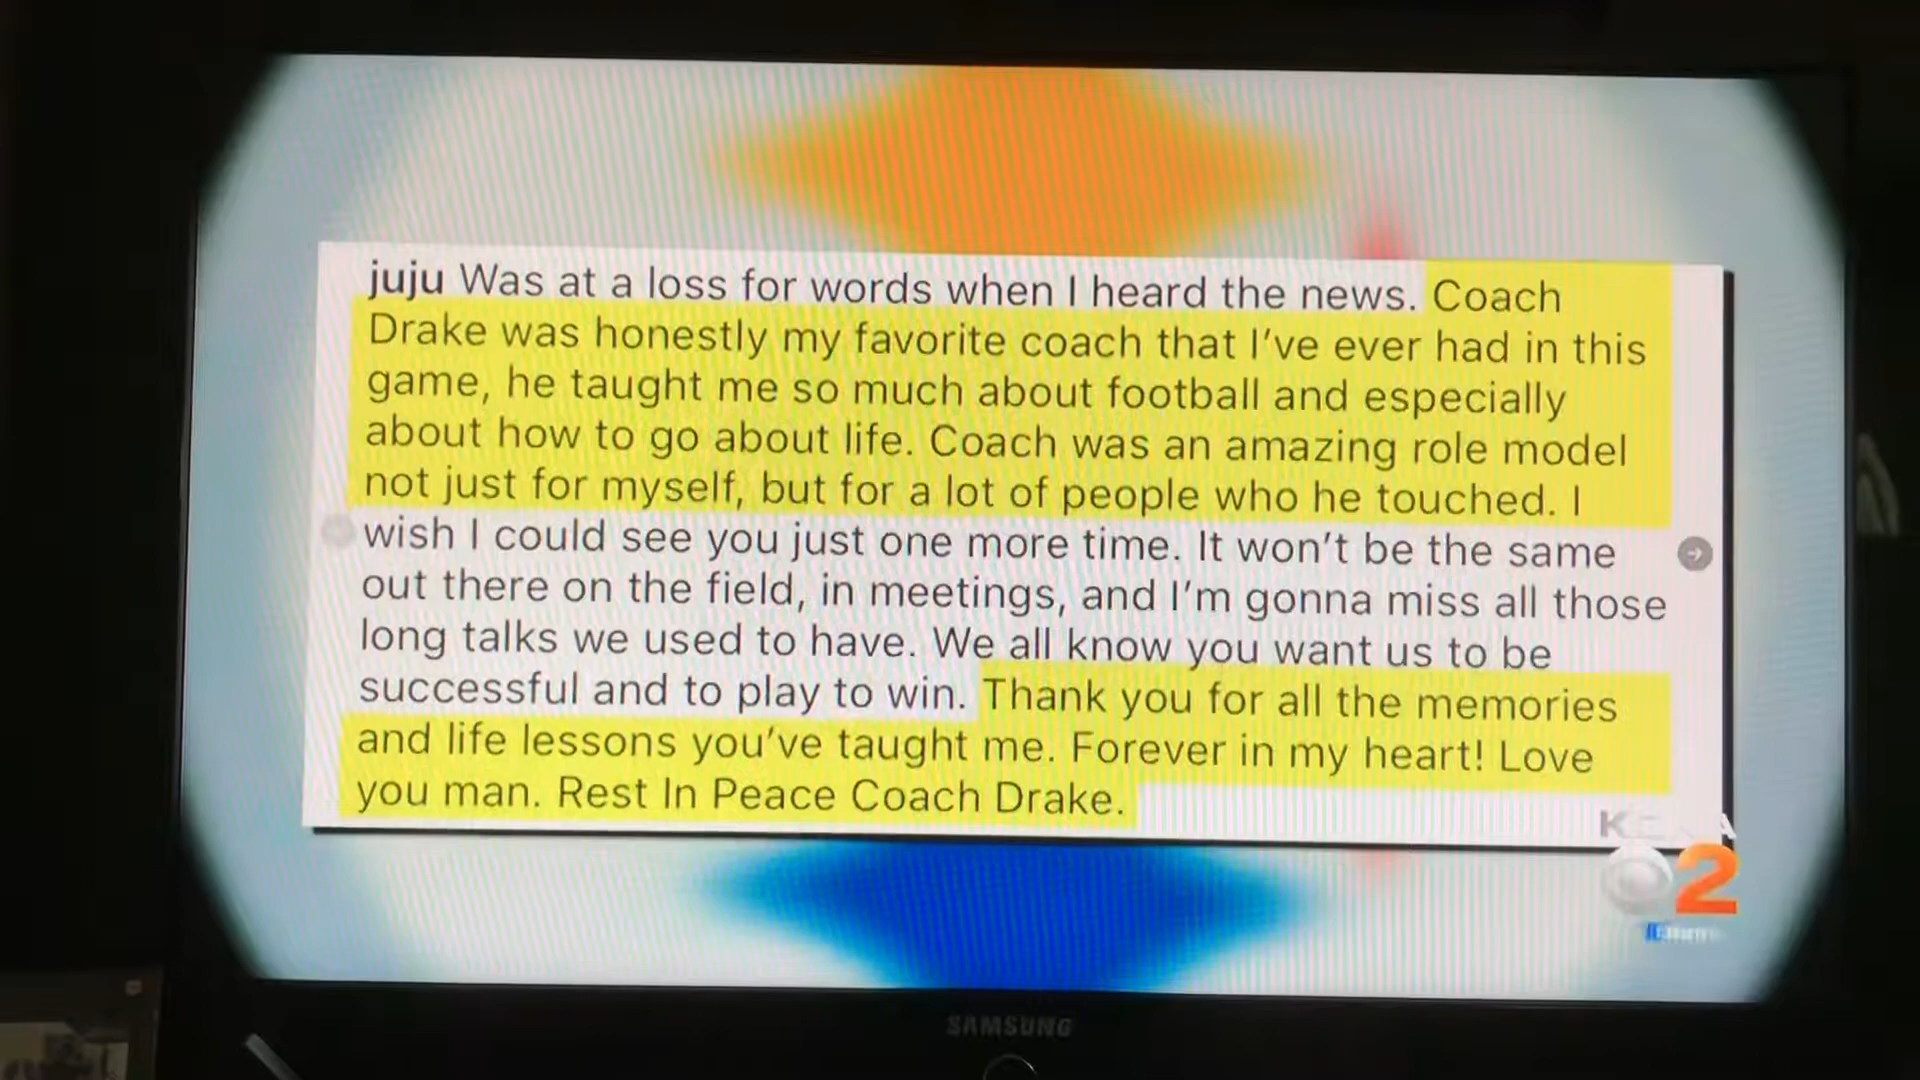 juju Was at a loss for words when I heard the news. Coach
Drake was honestly my favorite coach that I've ever had in this
game, he taught me so much about football and especially
about how to go about life. Coach was an amazing role model
not just for myself, but for a lot of people who he touched. I
wish I could see you just one more time. It won't be the same
out there on the field, in meetings, and I'm gonna miss all those
long talks we used to have. We all know you want us to be
successful and to play to win. Thank you for all the memories
and life lessons you've taught me. Forever in my heart! Love
you man. Rest In Peace Coach Drake.
2
SAMSUNG